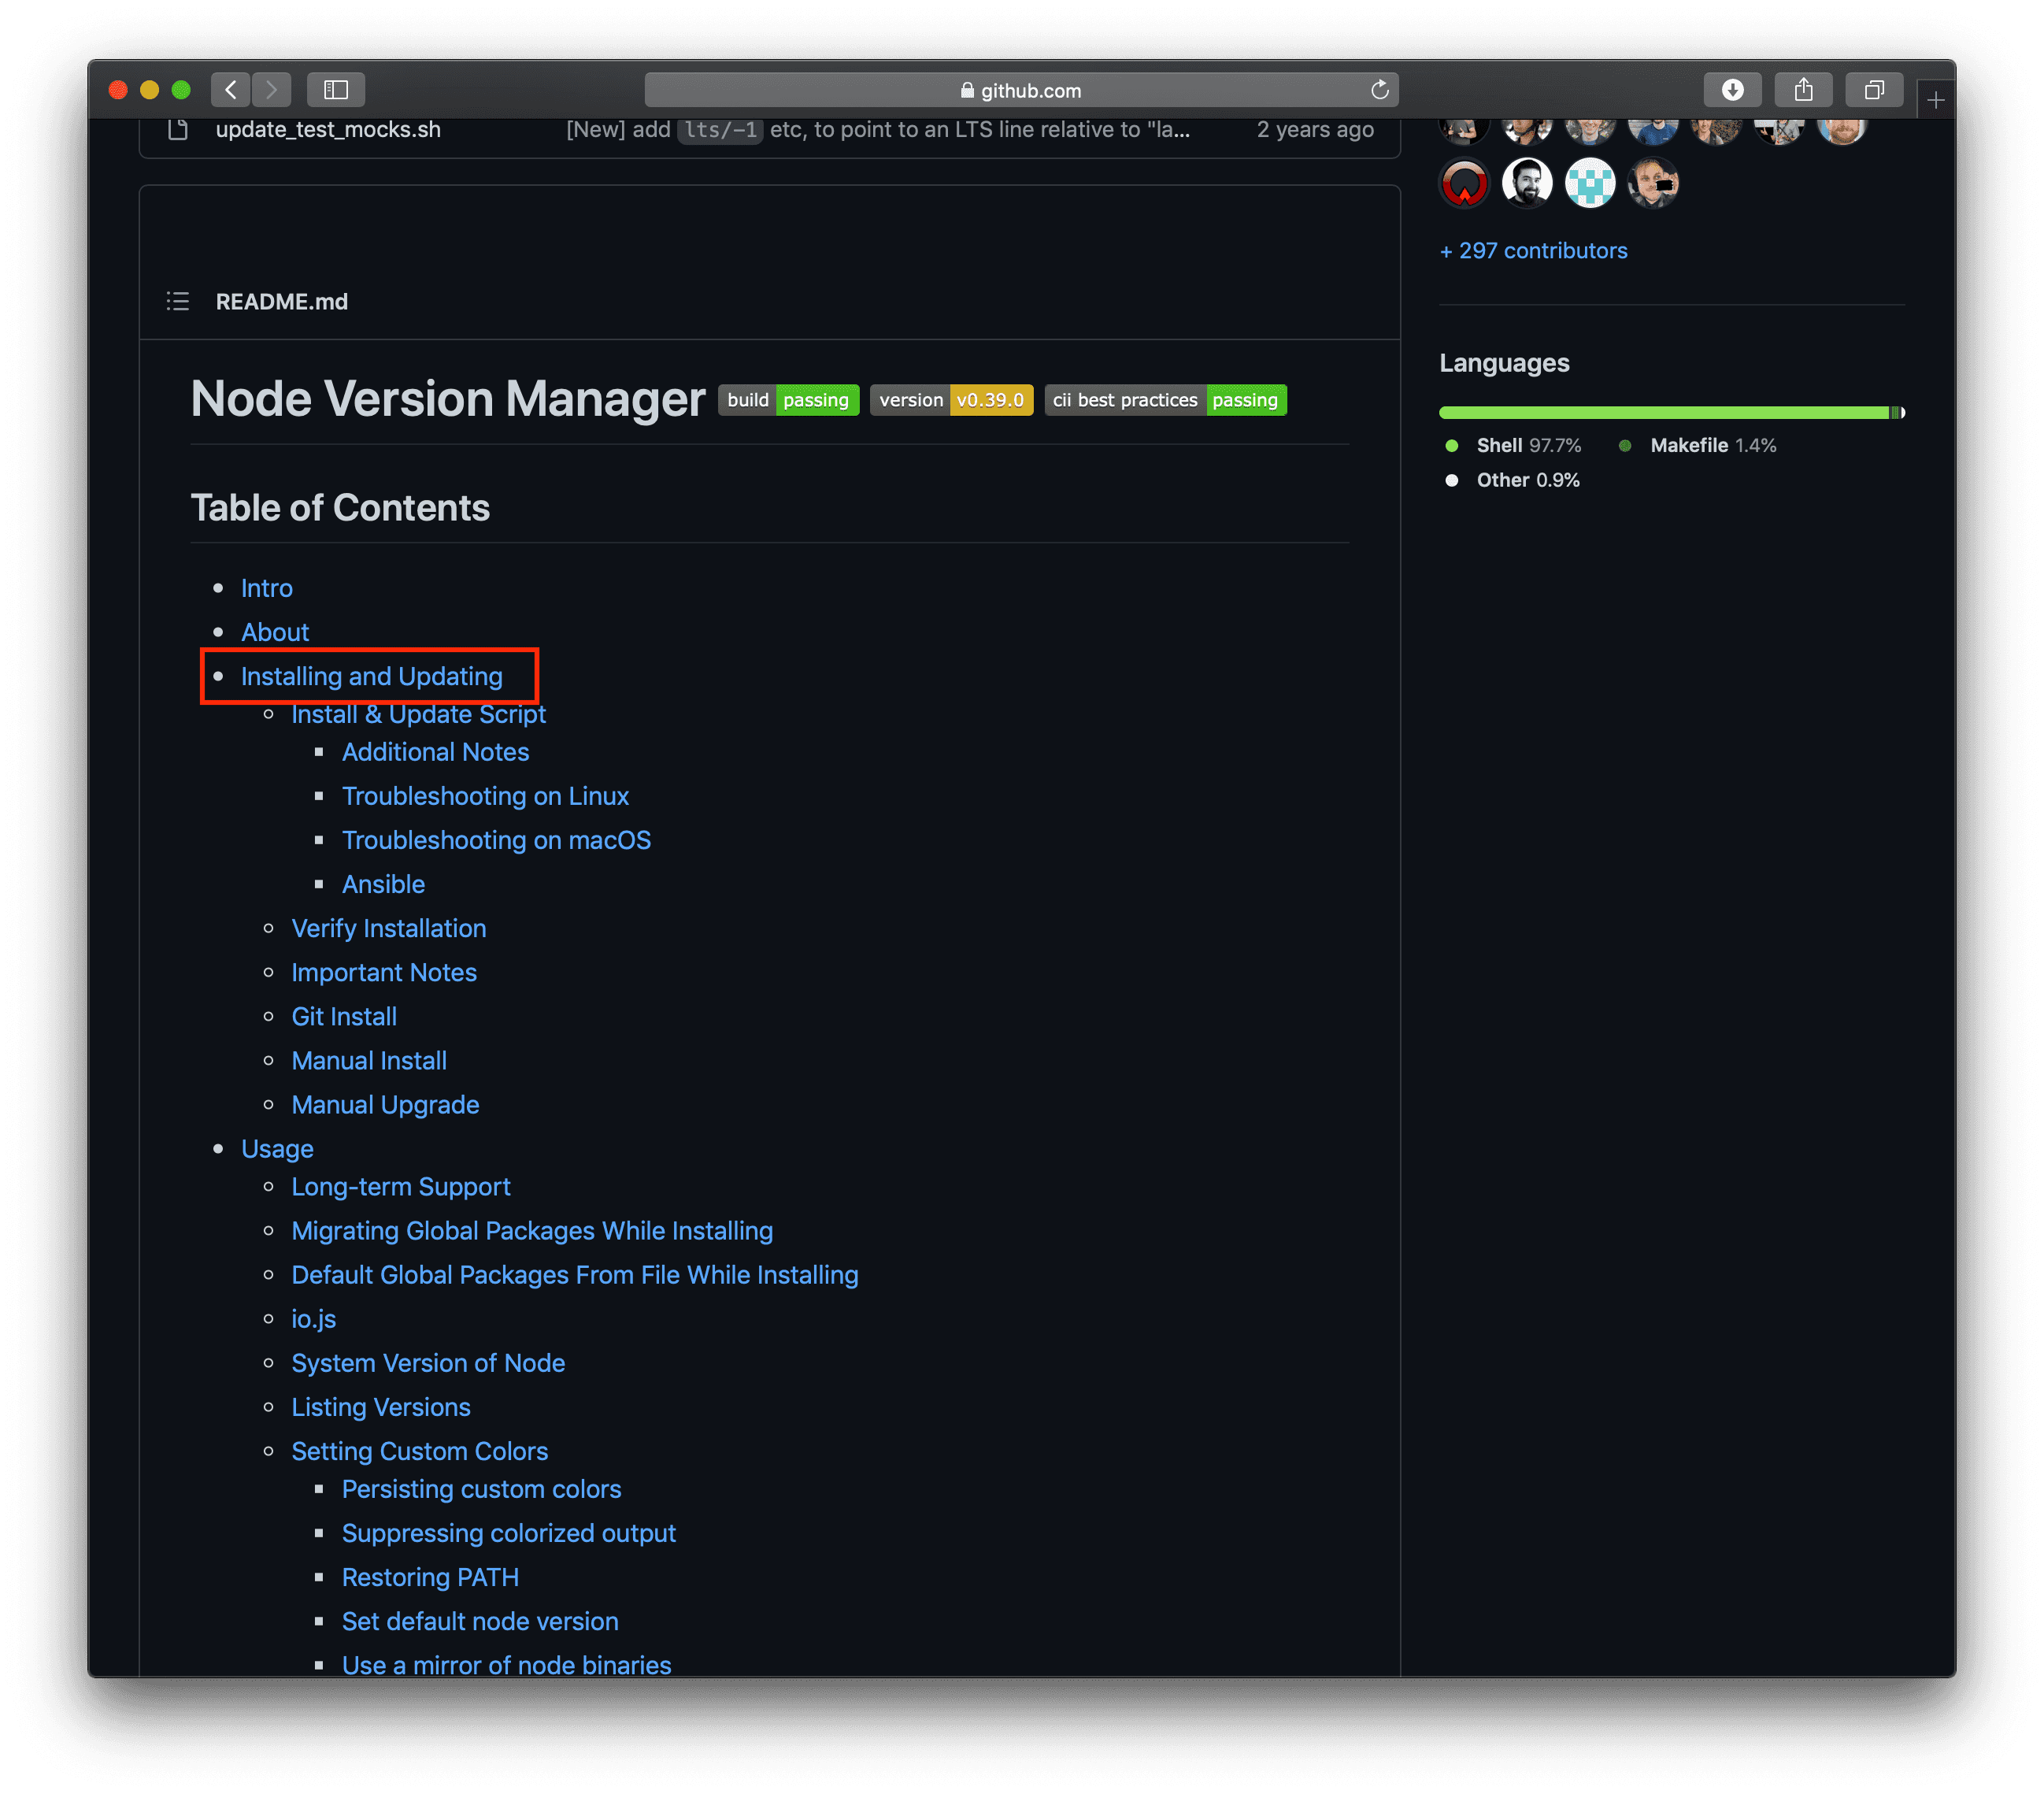 github.com
update_test_mocks.sh [New] add lts/-1 etc, to point to an LTS line relative to "la... 2 years ago
+ 297 contributors
README.md
Languages
Node Version Manager build passing version v0.39.0 cii best practices passing
Shell 97.7% Makefile 1.4%
Other 0.9%
Table of Contents
Intro
About
Installing and Updating
Install & Update Script
Additional Notes
Troubleshooting on Linux
Troubleshooting on macOS
Ansible
Verify Installation
Important Notes
Git Install
Manual Install
Manual Upgrade
Usage
Long-term Support
Migrating Global Packages While Installing
Default Global Packages From File While Installing
io.js
System Version of Node
Listing Versions
Setting Custom Colors
Persisting custom colors
Suppressing colorized output
Restoring PATH
Set default node version
Use a mirror of node binaries